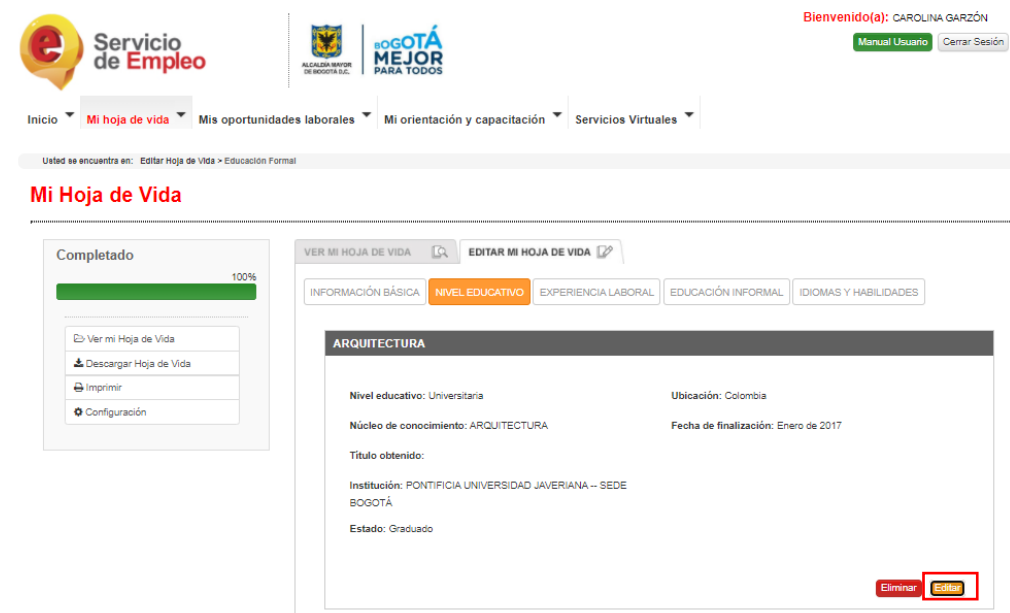 Bienvenido(a): CAROLINA GARZÓN
Manual Usuario Cerrar Sesión
e Servicio
de Empleo
ALCALDÍA MAYOR
DE BOGOTÁ D.C.
BOGOTÁ
MEJOR
PARA TODOS
Inicio Mi hoja de vida Mis oportunidades laborales Mi orientación y capacitación Servicios Virtuales
Usted se encuentra en: Editar Hoja de Vida > Educación Formal
Mi Hoja de Vida
Completado
100%
Ver mi Hoja de Vida
Descargar Hoja de Vida
Imprimir
Configuración
VER MI HOJA DE VIDA EDITAR MI HOJA DE VIDA
INFORMACIÓN BÁSICA NIVEL EDUCATIVO EXPERIENCIA LABORAL EDUCACIÓN INFORMAL IDIOMAS Y HABILIDADES
ARQUITECTURA
Nivel educativo: Universitaria Ubicación: Colombia
Núcleo de conocimiento: ARQUITECTURA Fecha de finalización: Enero de 2017
Título obtenido:
Institución: PONTIFICIA UNIVERSIDAD JAVERIANA -- SEDE
BOGOTÁ
Estado: Graduado
Eliminar Editar